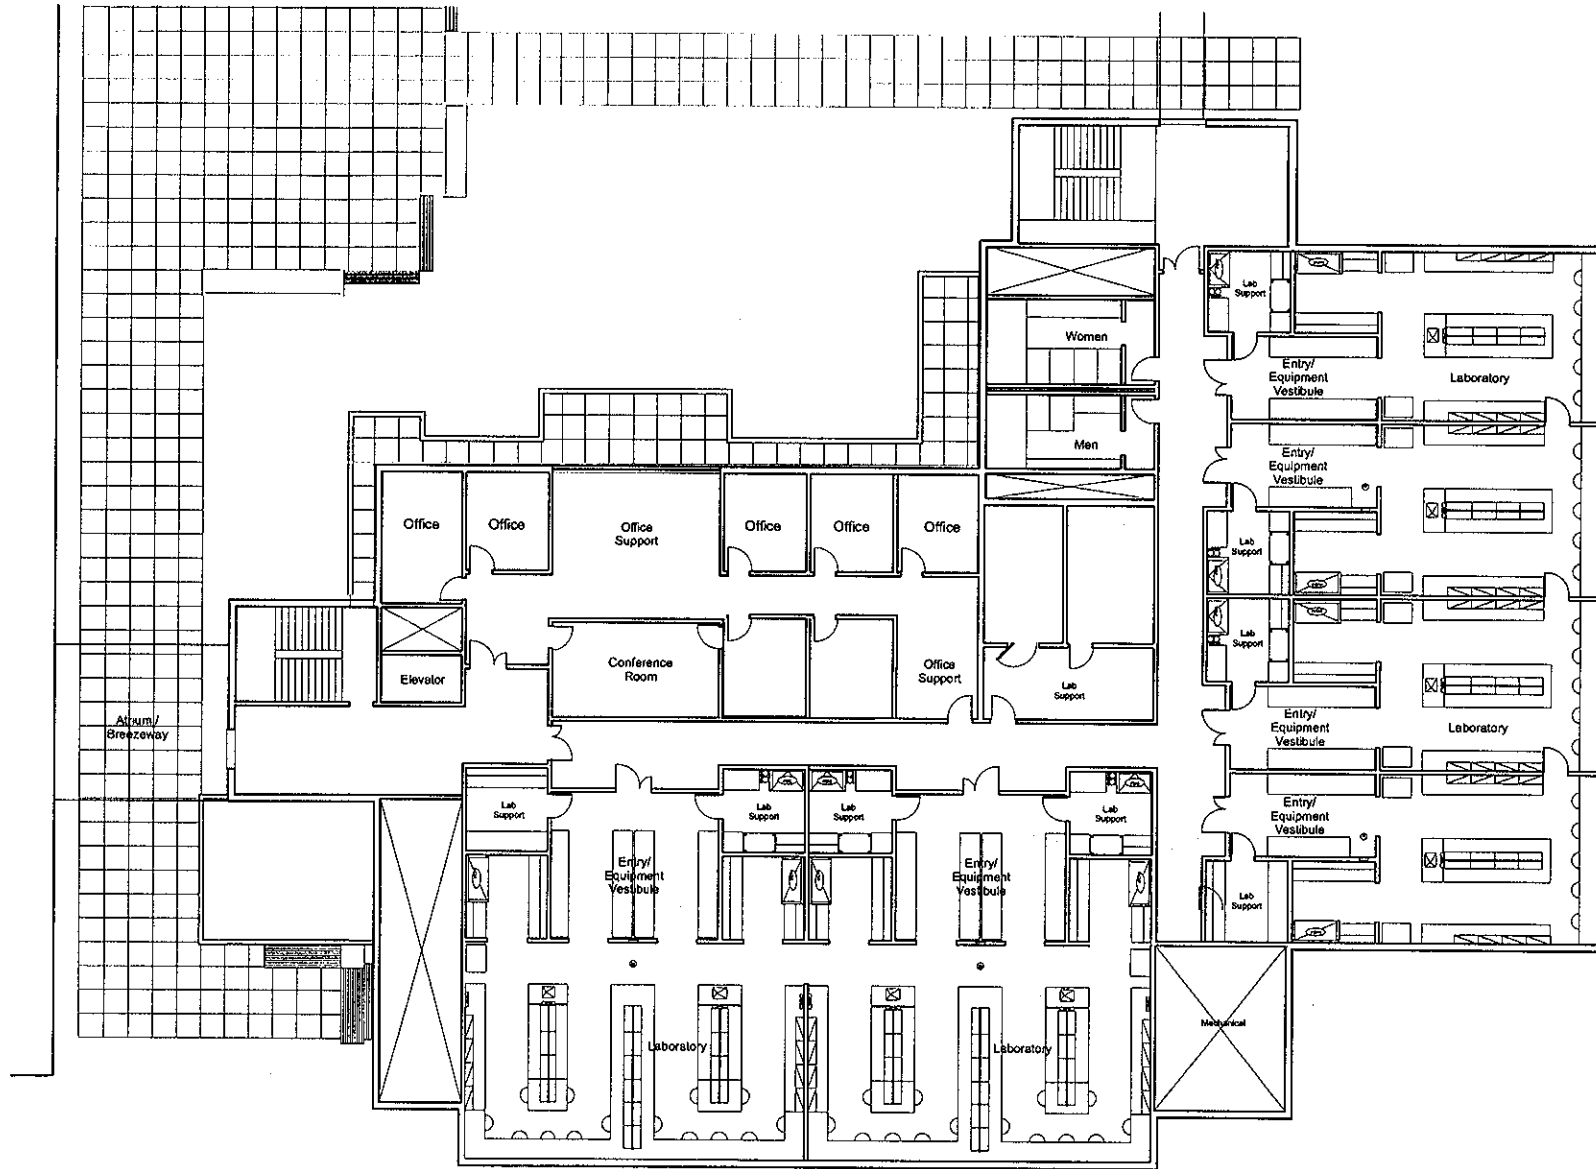 Lab
Support
Women
Entry/
Equipment
Vestibule
Laboratory
Men
Entry/
Equipment
Vestibule
Office
Office
Office
Support
Office
Office
Office
Lab
Support
Lab
Support
Conference
Room
Office
Support
Elevator
Lab
Support
Atrium /
Breezeway
Entry/
Equipment
Vestibule
Laboratory
Lab
Support
Lab
Support
Lab
Support
Lab
Support
Entry/
Equipment
Vestibule
Entry/
Equipment
Vestibule
Entry/
Equipment
Vestibule
Lab
Support
Mechanical
Laboratory
Laboratory